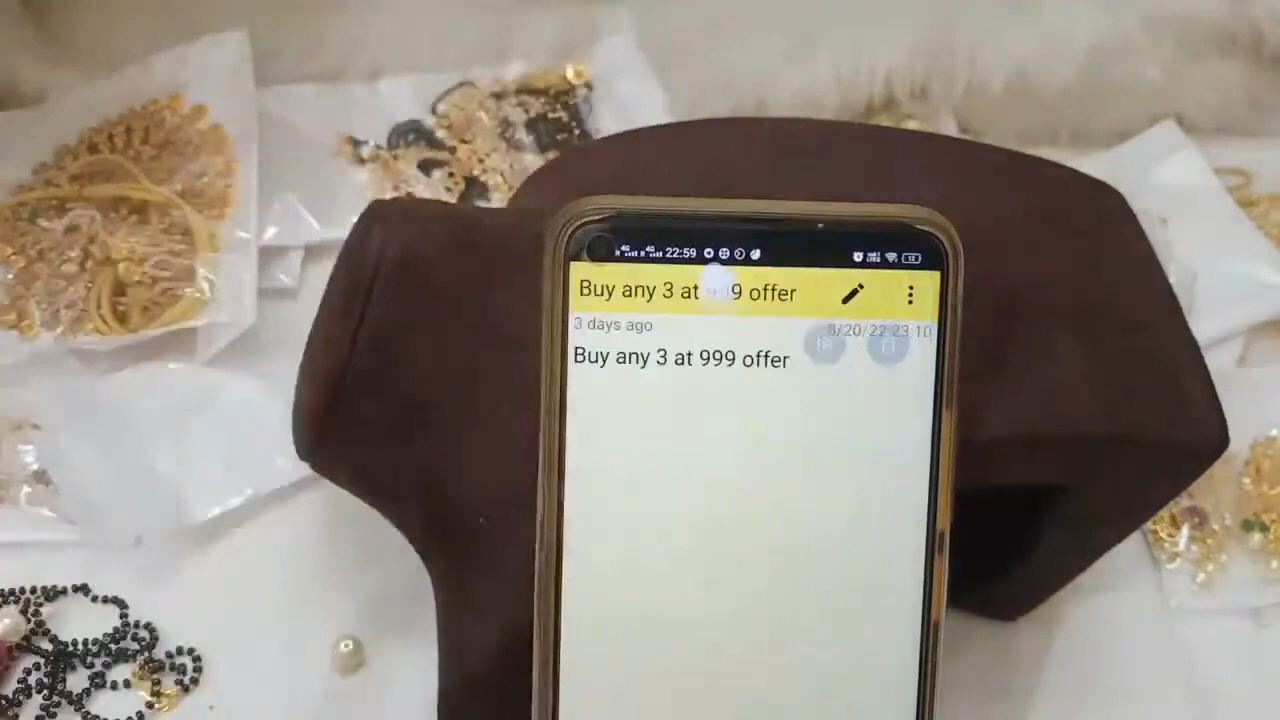 22:59
Buy any 3 at 999 offer
3 days ago
8/20/22 23:10
Buy any 3 at 999 offer